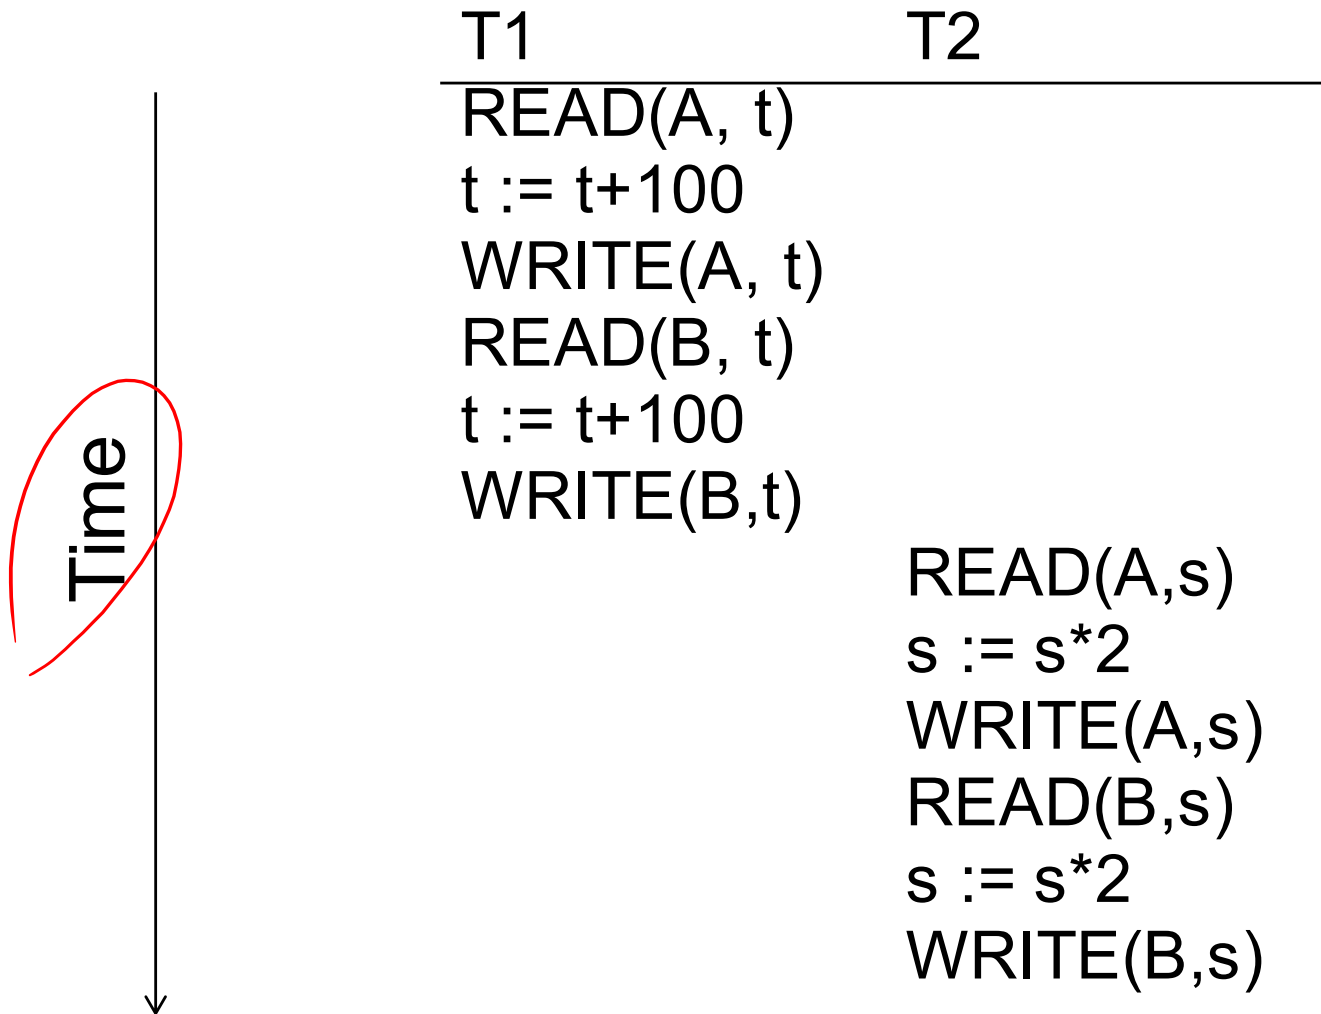 T1 T2
READ(A, t)
t := t+100
WRITE(A, t)
READ(B, t)
t := t+100
WRITE(B,t)
Time
READ(A,s)
s := s*2
WRITE(A,s)
READ(B,s)
s := s*2
WRITE(B,s)